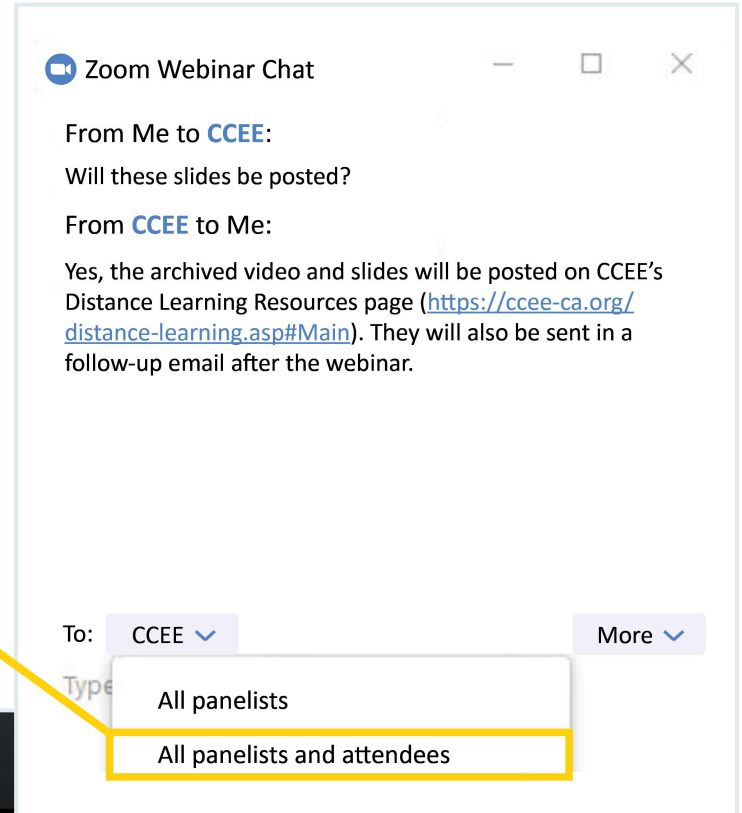 Zoom Webinar Chat
From Me to CCEE:
Will these slides be posted?
From CCEE to Me:
Yes, the archived video and slides will be posted on CCEE’s
Distance Learning Resources page (https://ccee-ca.org/
distance-learning.asp#Main). They will also be sent in a
follow-up email after the webinar.
To: CCEE More
Type
All panelists
All panelists and attendees